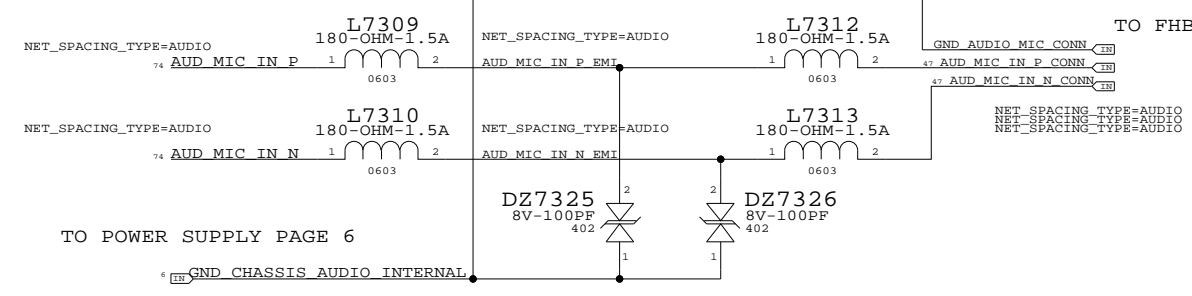 L7309
180-OHM-1.5A
NET_SPACING_TYPE=AUDIO
74 AUD_MIC_IN_P 1 2
0603
NET_SPACING_TYPE=AUDIO
AUD_MIC_IN_P_EMI
L7312
180-OHM-1.5A
1 2
0603
TO FHB
GND_AUDIO_MIC_CONN IN
47 AUD_MIC_IN_P_CONN IN
47 AUD_MIC_IN_N_CONN IN
NET_SPACING_TYPE=AUDIO
NET_SPACING_TYPE=AUDIO
NET_SPACING_TYPE=AUDIO
L7310
180-OHM-1.5A
NET_SPACING_TYPE=AUDIO
74 AUD_MIC_IN_N 1 2
0603
NET_SPACING_TYPE=AUDIO
AUD_MIC_IN_N_EMI
L7313
180-OHM-1.5A
1 2
0603
DZ7325
8V-100PF
402
2
1
DZ7326
8V-100PF
402
2
1
TO POWER SUPPLY PAGE 6
6 IN GND_CHASSIS_AUDIO_INTERNAL